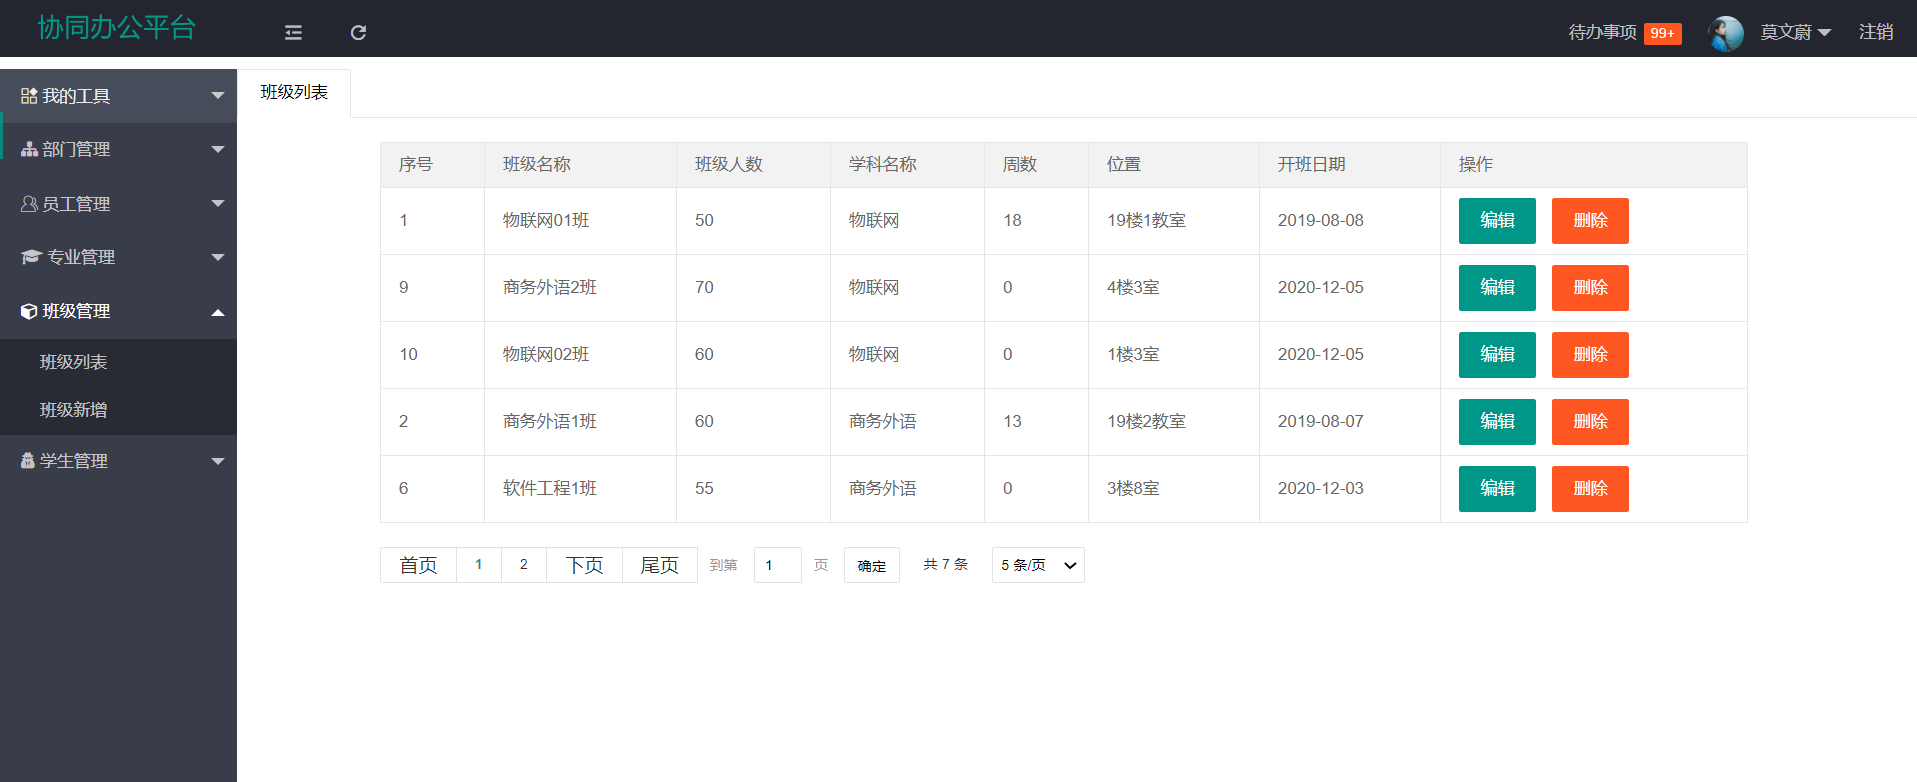 协同办公平台
待办事项 99+ 莫文蔚 注销
我的工具
部门管理
员工管理
专业管理
班级管理
班级列表
班级新增
学生管理
班级列表
序号 班级名称 班级人数 学科名称 周数 位置 开班日期 操作
1 物联网01班 50 物联网 18 19楼1教室 2019-08-08 编辑 删除
9 商务外语2班 70 物联网 0 4楼3室 2020-12-05 编辑 删除
10 物联网02班 60 物联网 0 1楼3室 2020-12-05 编辑 删除
2 商务外语1班 60 商务外语 13 19楼2教室 2019-08-07 编辑 删除
6 软件工程1班 55 商务外语 0 3楼8室 2020-12-03 编辑 删除
首页 1 2 下页 尾页 到第 1 页 确定 共 7 条 5 条/页